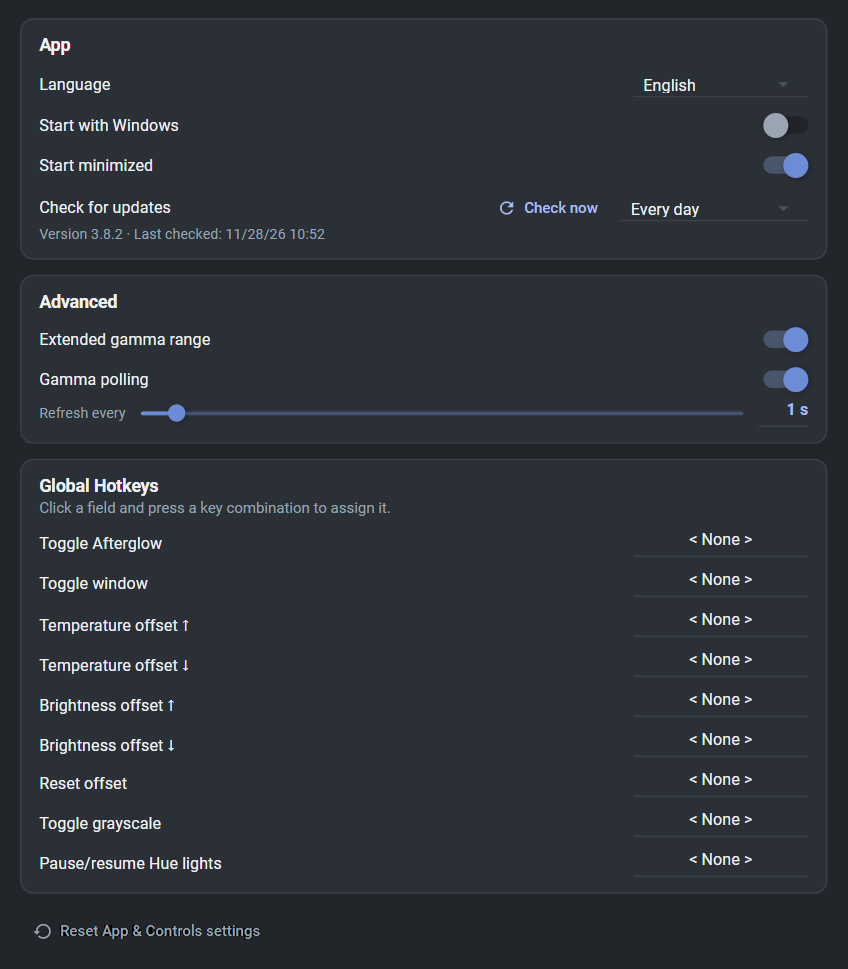 App
Language
English
Start with Windows
Start minimized
Check for updates
Check now
Every day
Version 3.8.2 · Last checked: 11/28/26 10:52
Advanced
Extended gamma range
Gamma polling
Refresh every
1 s
Global Hotkeys
Click a field and press a key combination to assign it.
Toggle Afterglow
< None >
Toggle window
< None >
Temperature offset ↑
< None >
Temperature offset ↓
< None >
Brightness offset ↑
< None >
Brightness offset ↓
< None >
Reset offset
< None >
Toggle grayscale
< None >
Pause/resume Hue lights
< None >
Reset App & Controls settings